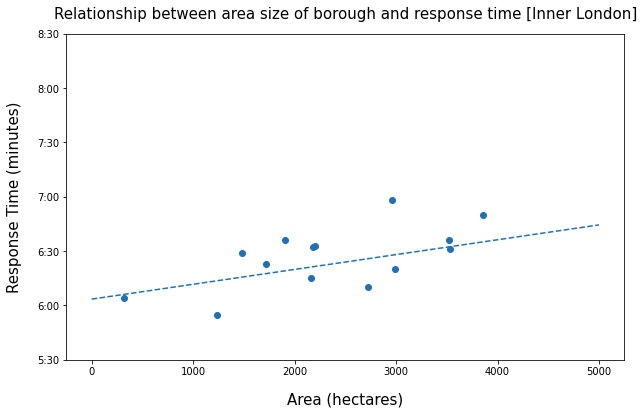 Relationship between area size of borough and response time [Inner London]
8:30
8:00
7:30
7:00
6:30
6:00
5:30
Response Time (minutes)
0 1000 2000 3000 4000 5000
Area (hectares)